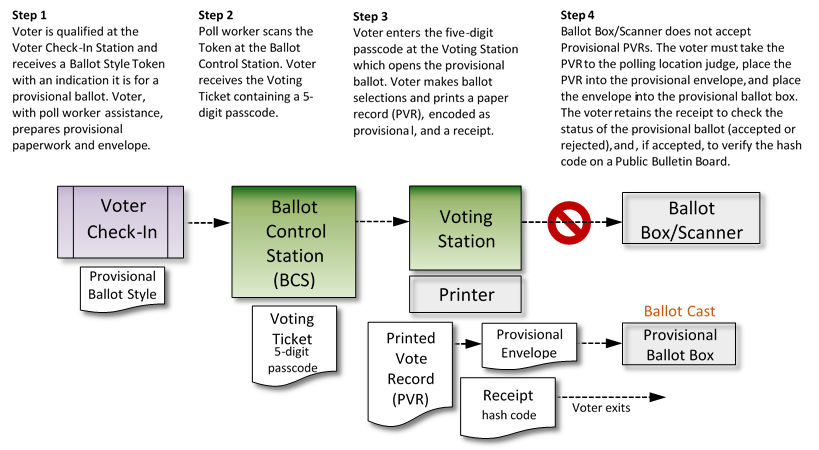 Step 1
Voter is qualified at the
Voter Check-In Station and
receives a Ballot Style Token
with an indication it is for a
provisional ballot. Voter,
with poll worker assistance,
prepares provisional
paperwork and envelope.
Step 2
Poll worker scans the
Token at the Ballot
Control Station. Voter
receives the Voting
Ticket containing a 5-
digit passcode.
Step 3
Voter enters the five-digit
passcode at the Voting Station
which opens the provisional
ballot. Voter makes ballot
selections and prints a paper
record (PVR), encoded as
provisional, and a receipt.
Step 4
Ballot Box/Scanner does not accept
Provisional PVRs. The voter must take the
PVR to the polling location judge, place the
PVR into the provisional envelope, and place
the envelope into the provisional ballot box.
The voter retains the receipt to check the
status of the provisional ballot (accepted or
rejected), and, if accepted, to verify the hash
code on a Public Bulletin Board.
Voter
Check-In
Provisional
Ballot Style
Ballot
Control
Station
(BCS)
Voting
Ticket
5-digit
passcode
Voting
Station
Printer
Ballot
Box/Scanner
Printed
Vote
Record
(PVR)
Provisional
Envelope
Ballot Cast
Provisional
Ballot Box
Receipt
hash code
Voter exits